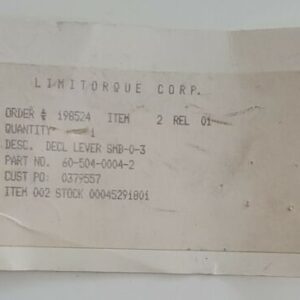 LIMITORQUE CORP.
ORDER # 198524 ITEM 2 REL 01
QUANTITY 1
DESC. DECL LEVER SMB-0-3
PART NO. 60-504-0004-2
CUST PO: 0379557
ITEM 002 STOCK 00045291801